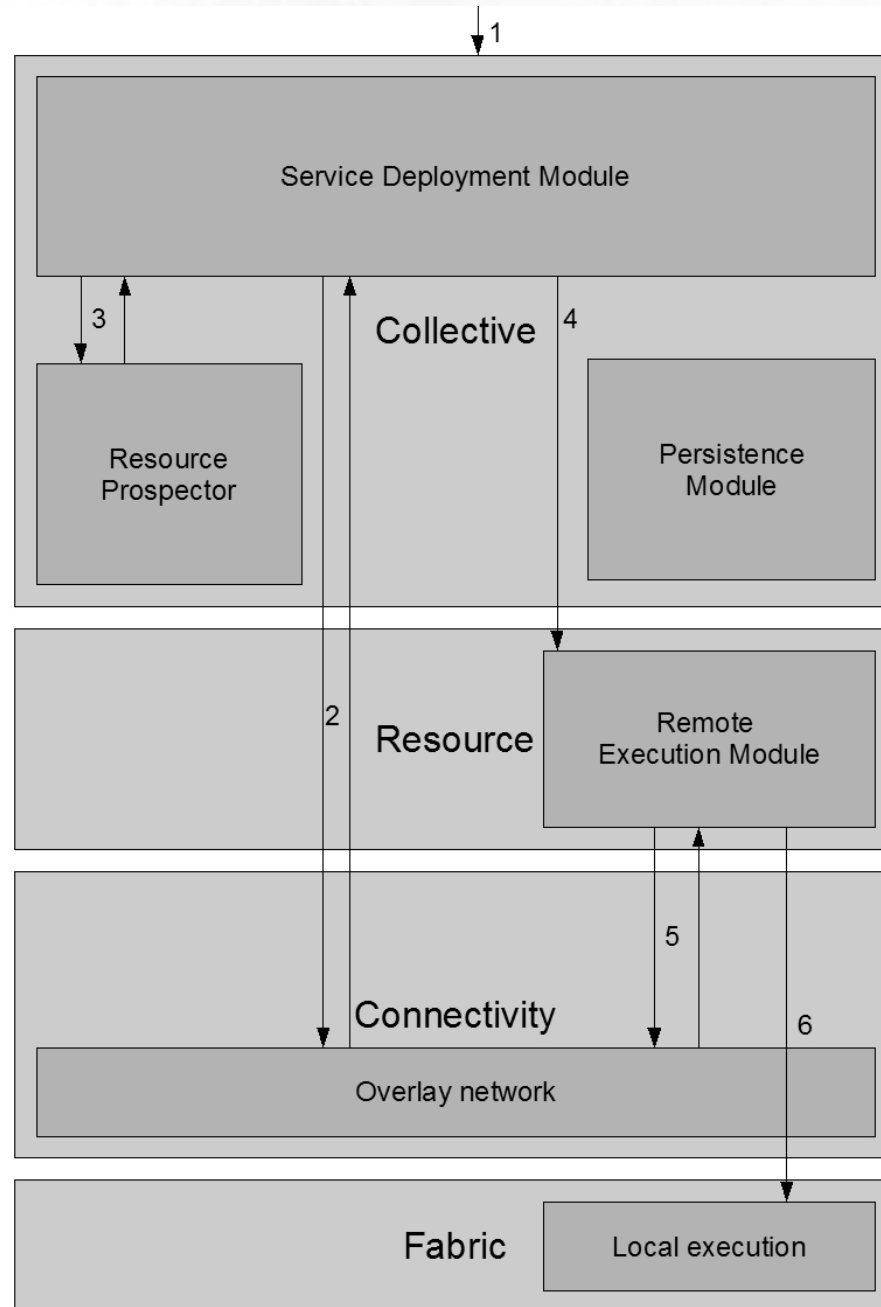 1
Service Deployment Module
3
Collective
4
Resource
Prospector
Persistence
Module
2
Resource
Remote
Execution Module
5
Connectivity
6
Overlay network
Fabric
Local execution